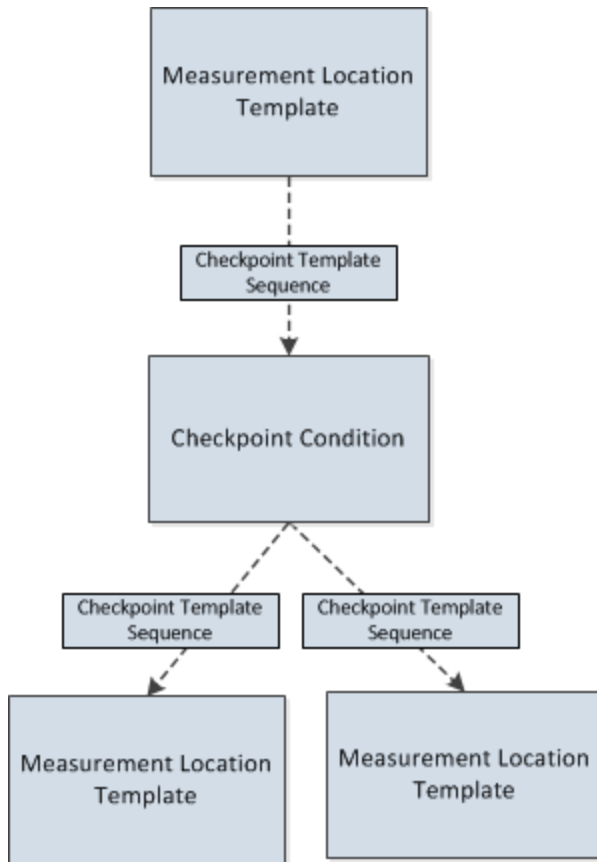 Measurement Location
Template
Checkpoint Template
Sequence
Checkpoint Condition
Checkpoint Template
Sequence
Checkpoint Template
Sequence
Measurement Location
Template
Measurement Location
Template